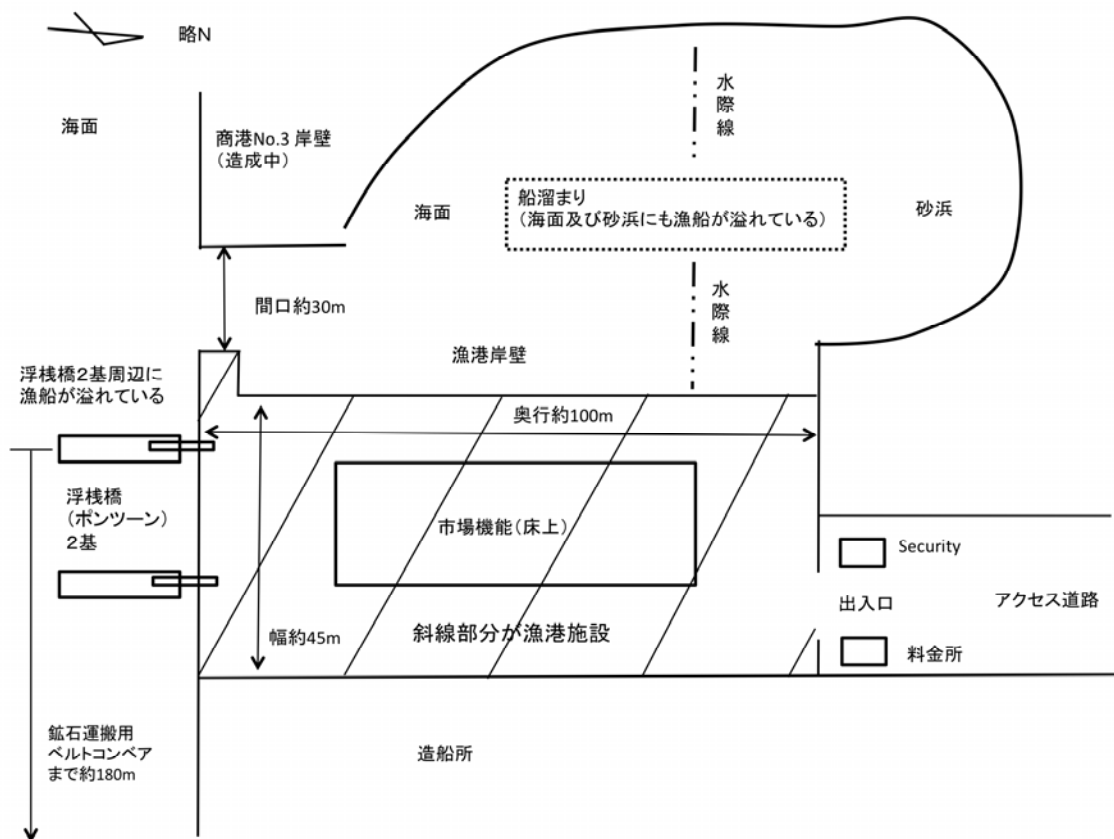 略N
海面
商港No.3 岸壁
（造成中）
水際線
海面
船溜まり
（海面及び砂浜にも漁船が溢れている）
砂浜
間口約30m
水際線
漁港岸壁
浮桟橋２基周辺に
漁船が溢れている
奥行約100m
浮桟橋
（ポンツーン）
２基
市場機能（床上）
Security
出入口
アクセス道路
幅約45m
斜線部分が漁港施設
料金所
鉱石運搬用
ベルトコンベア
まで約180m
造船所